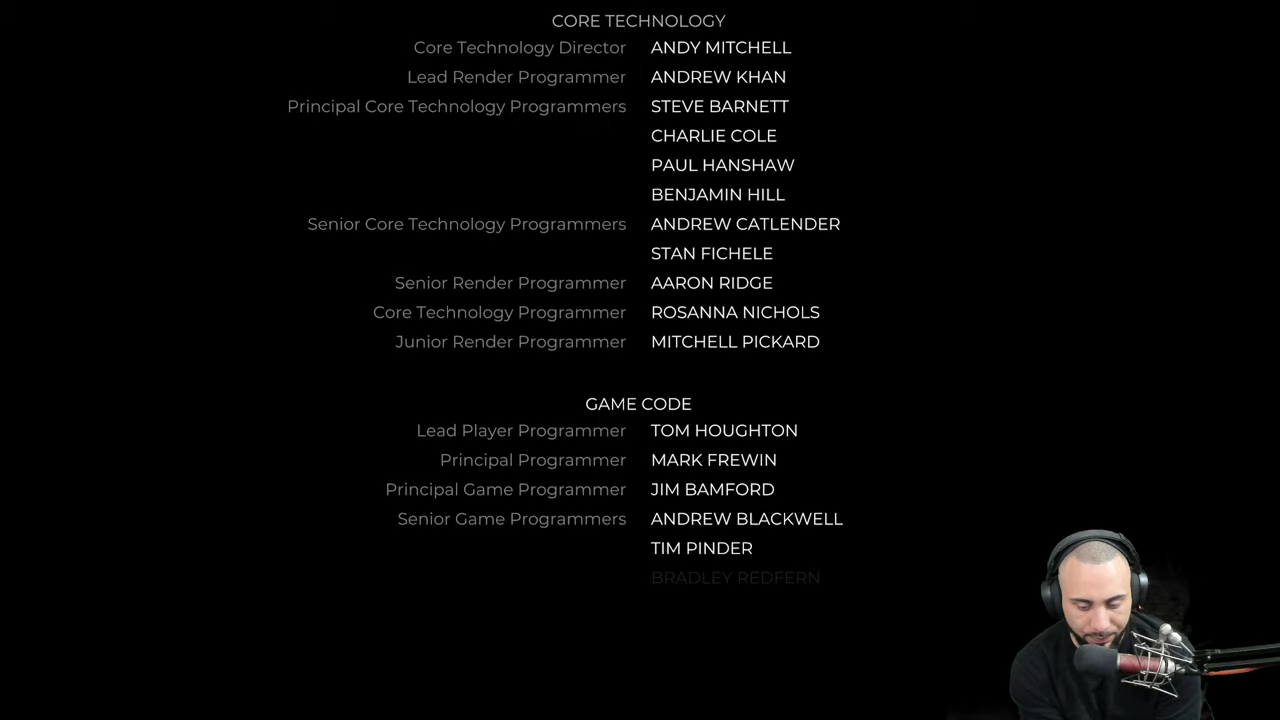 CORE TECHNOLOGY
Core Technology Director ANDY MITCHELL
Lead Render Programmer ANDREW KHAN
Principal Core Technology Programmers STEVE BARNETT
CHARLIE COLE
PAUL HANSHAW
BENJAMIN HILL
Senior Core Technology Programmers ANDREW CATLENDER
STAN FICHELE
Senior Render Programmer AARON RIDGE
Core Technology Programmer ROSANNA NICHOLS
Junior Render Programmer MITCHELL PICKARD
GAME CODE
Lead Player Programmer TOM HOUGHTON
Principal Programmer MARK FREWIN
Principal Game Programmer JIM BAMFORD
Senior Game Programmers ANDREW BLACKWELL
TIM PINDER
BRADLEY REDFERN